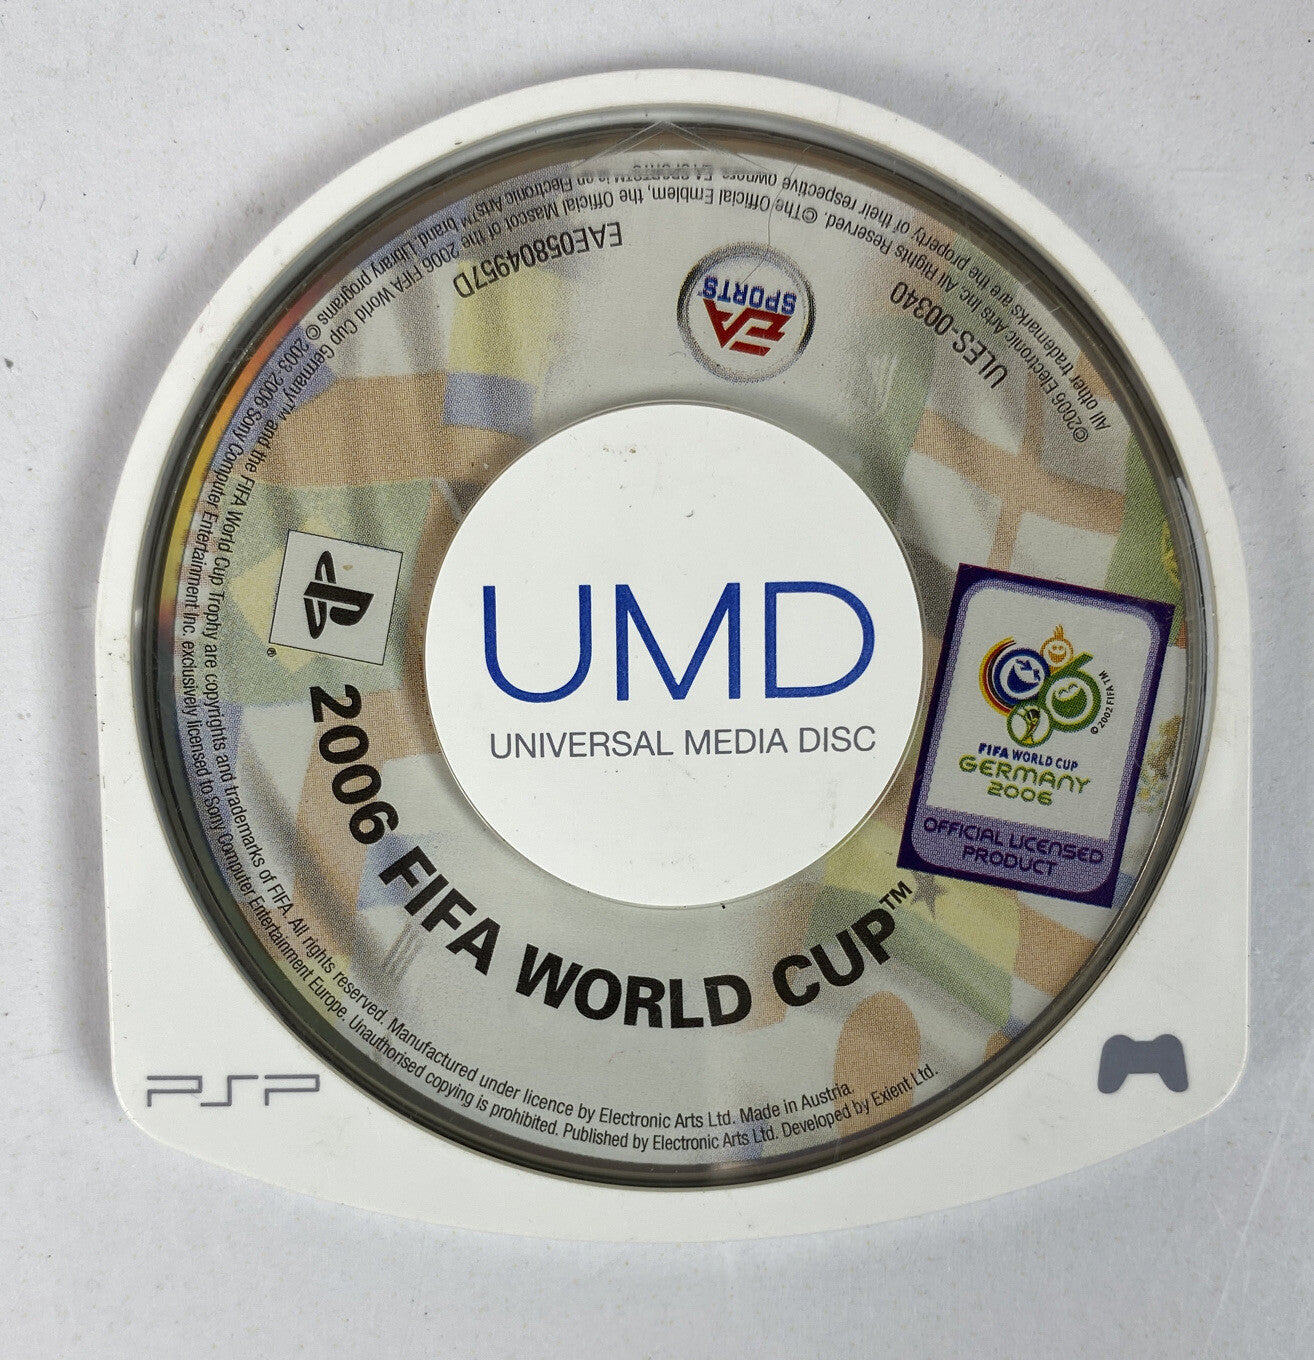 EA SPORTS
EAE05804957D
ULES-00340
UMD
UNIVERSAL MEDIA DISC
2006 FIFA WORLD CUP™
© 2002 FIFA TM
FIFA WORLD CUP
GERMANY
2006
OFFICIAL LICENSED
PRODUCT
PSP
©2006 Electronic Arts Inc. All Rights Reserved. ©The Official Emblem, the Official Mascot of the 2006 FIFA World Cup Germany™ and the FIFA World Cup Trophy are copyrights and trademarks of FIFA. All rights reserved. Manufactured under licence by Electronic Arts Ltd. Made in Austria.
All other trademarks are the property of their respective owners. EA SPORTS™ is an Electronic Arts™ brand. Library programs © 2003-2006 Sony Computer Entertainment Inc. exclusively licensed to Sony Computer Entertainment Europe. Unauthorised copying is prohibited. Published by Electronic Arts Ltd. Developed by Exient Ltd.